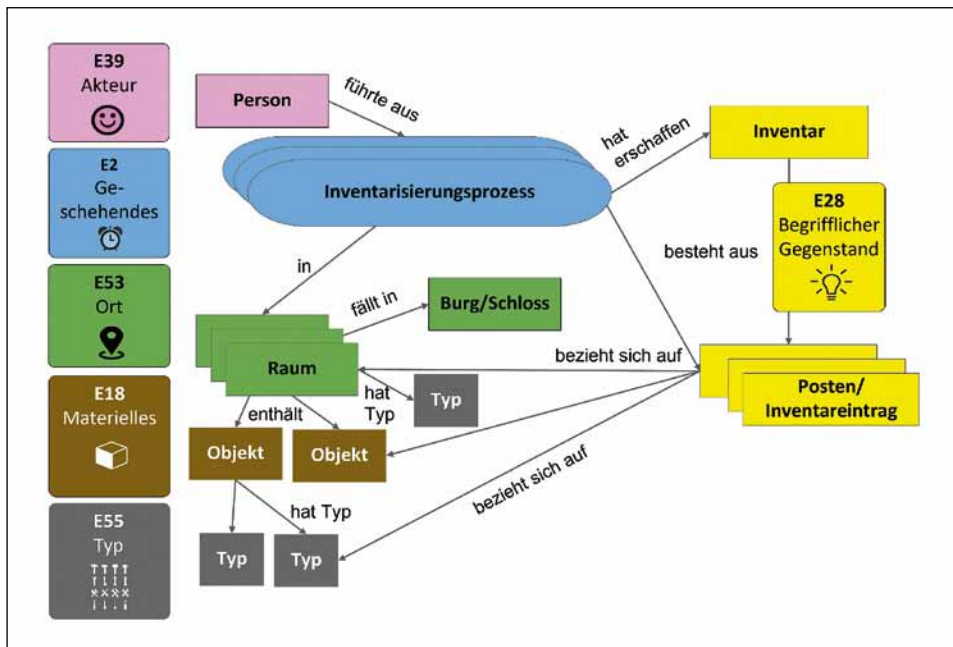 E39
Akteur
E2
Ge-
schehendes
E53
Ort
E18
Materielles
E55
Typ
Person
führte aus
Inventarisierungsprozess
hat
erschaffen
Inventar
E28
Begrifflicher
Gegenstand
besteht aus
in
fällt in
Burg/Schloss
Raum
hat
Typ
Typ
bezieht sich auf
Posten/
Inventareintrag
enthält
Objekt
Objekt
bezieht sich auf
hat Typ
Typ
Typ